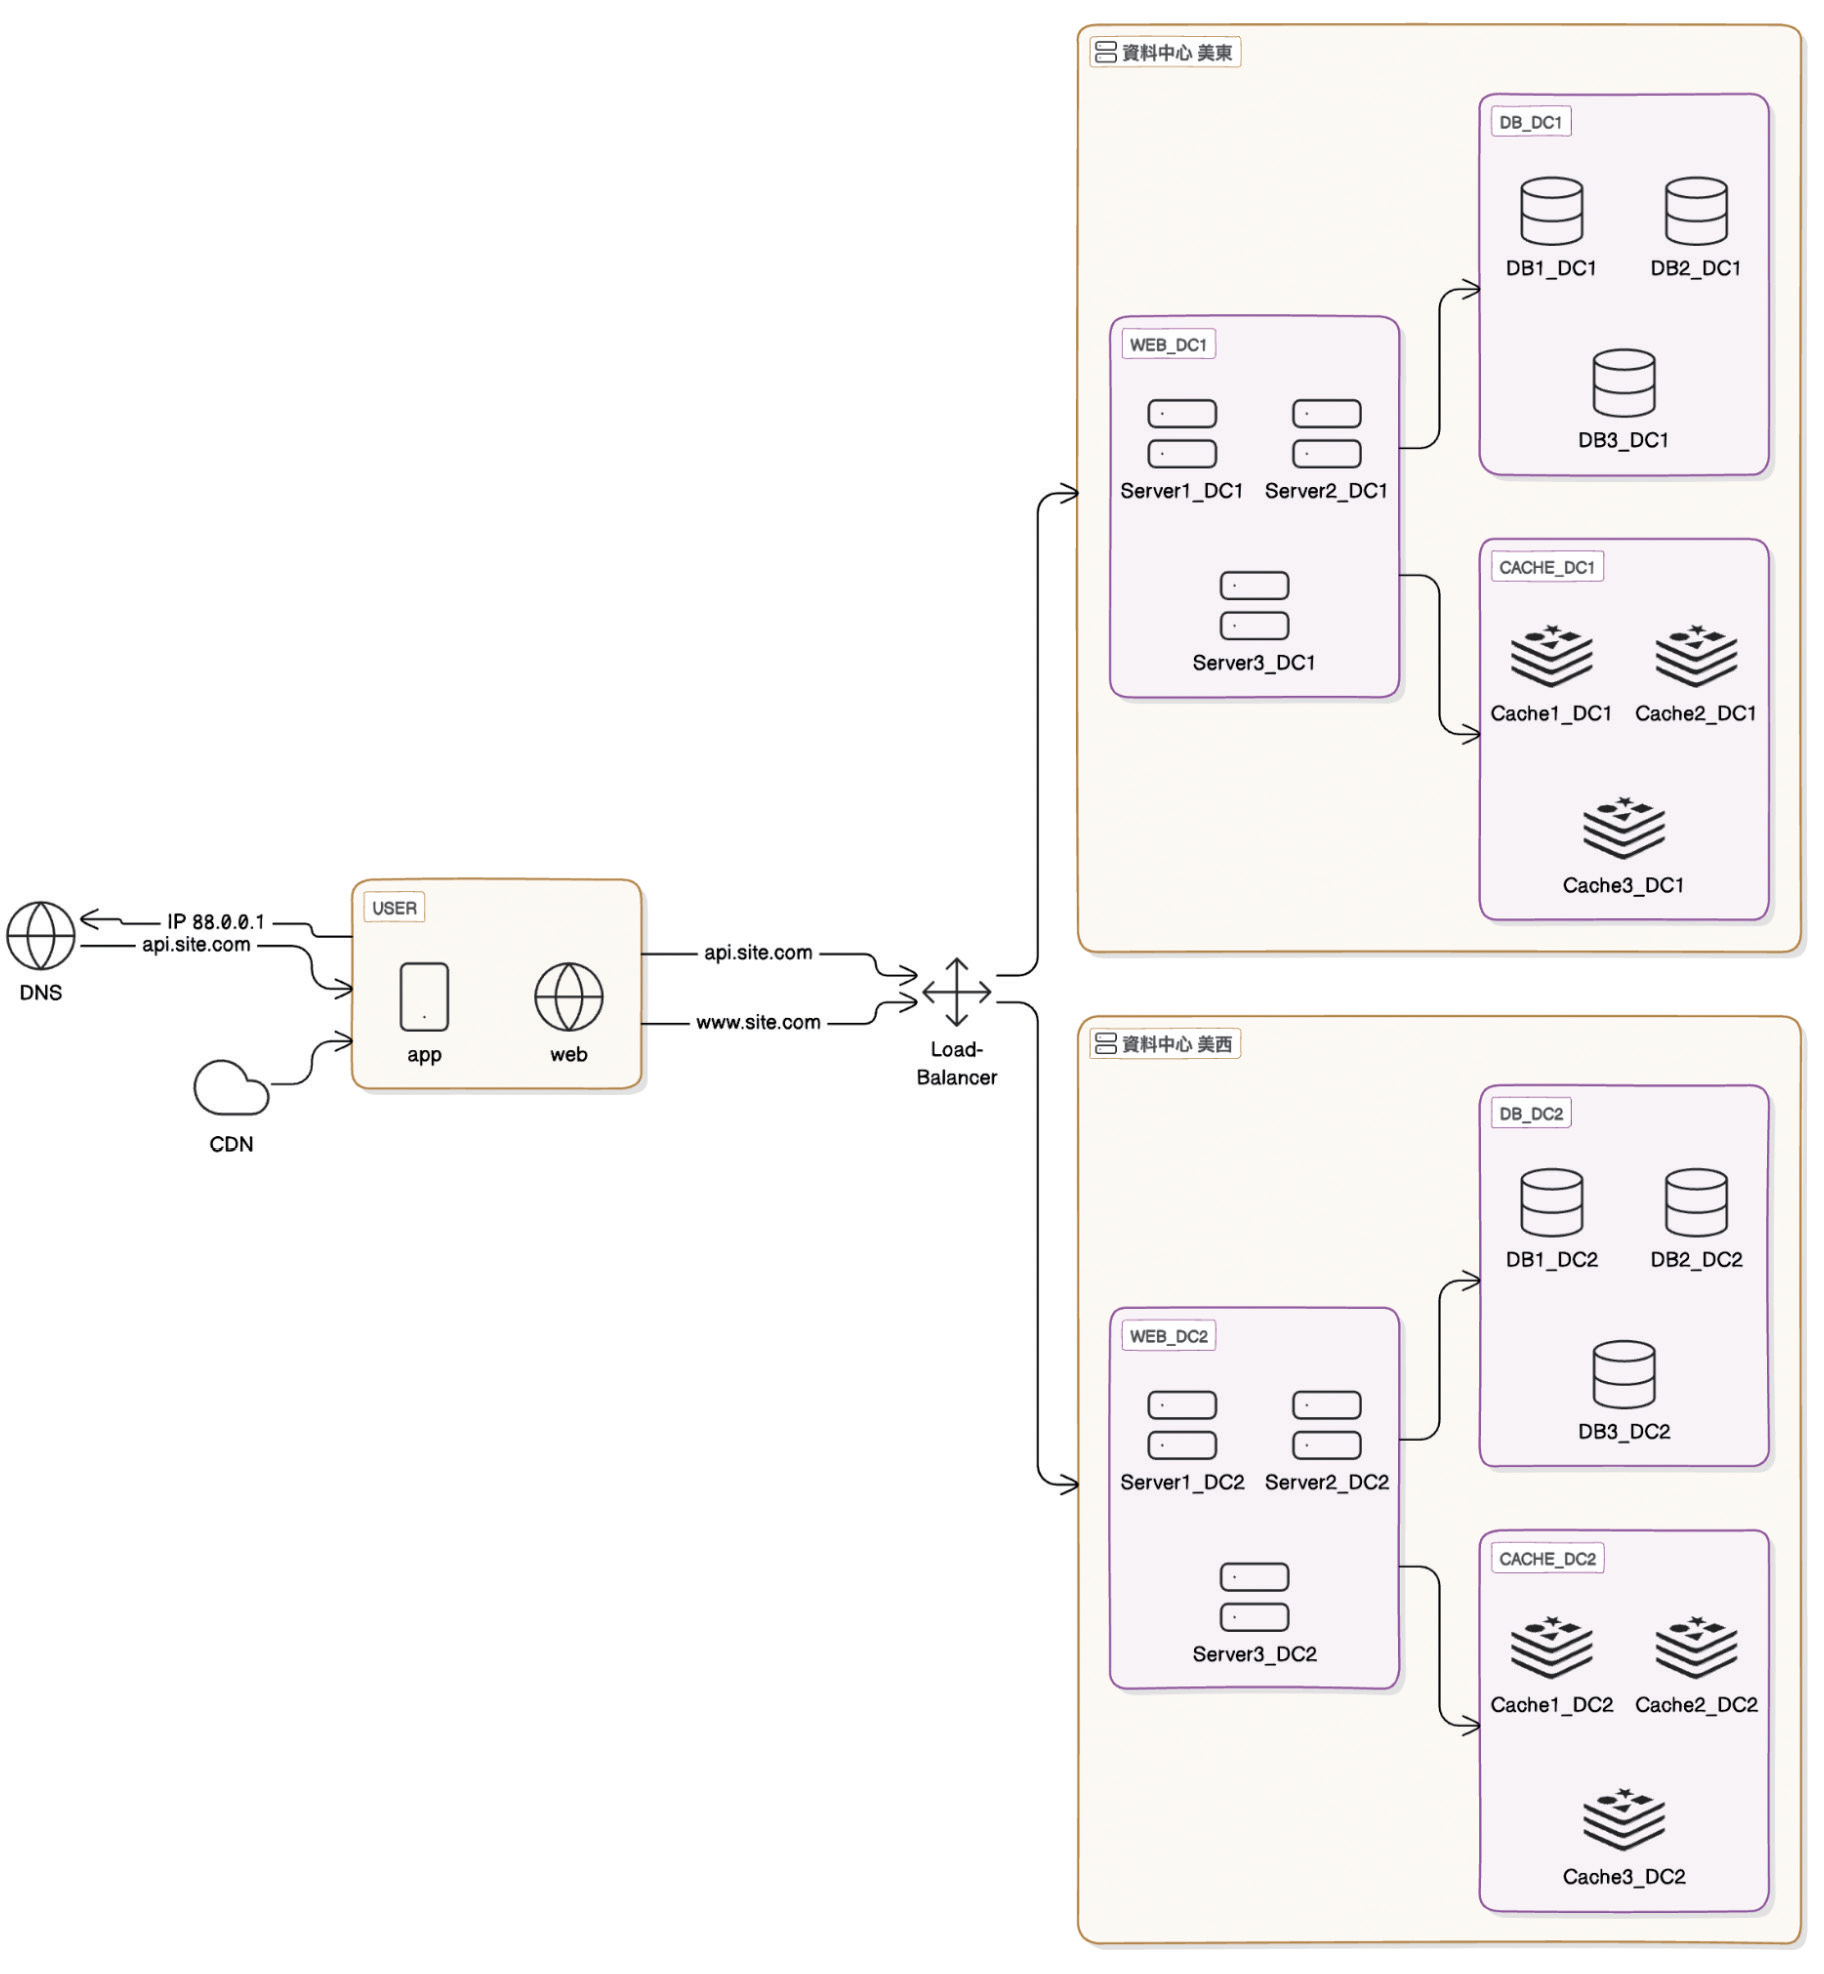 資料中心 美東
DB_DC1
DB1_DC1
DB2_DC1
DB3_DC1
WEB_DC1
Server1_DC1
Server2_DC1
Server3_DC1
CACHE_DC1
Cache1_DC1
Cache2_DC1
Cache3_DC1
DNS
IP 88.0.0.1
api.site.com
CDN
USER
app
web
api.site.com
www.site.com
Load-
Balancer
資料中心 美西
DB_DC2
DB1_DC2
DB2_DC2
DB3_DC2
WEB_DC2
Server1_DC2
Server2_DC2
Server3_DC2
CACHE_DC2
Cache1_DC2
Cache2_DC2
Cache3_DC2